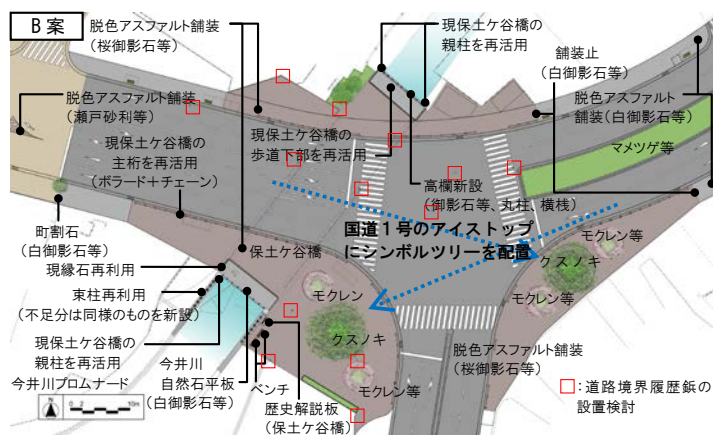 B案
脱色アスファルト舗装
(桜御影石等)
現保土ケ谷橋の
親柱を再活用
舗装止
(白御影石等)
脱色アスファルト舗装
(瀬戸砂利等)
脱色アスファルト
舗装(白御影石等)
現保土ケ谷橋の
主桁を再活用
(ボラード+チェーン)
現保土ケ谷橋の
歩道下部を再活用
マメツゲ等
高欄新設
(御影石等、丸柱、横桟)
町割石
(白御影石等)
国道1号のアイストップ
にシンボルツリーを配置
保土ケ谷橋
モクレン等
クスノキ
現縁石再利用
モクレン
モクレン等
束柱再利用
(不足分は同様のものを新設)
クスノキ
現保土ケ谷橋の
親柱を再活用
今井川
自然石平板
(白御影石等)
今井川プロムナード
ベンチ
モクレン等
脱色アスファルト舗装
(桜御影石等)
歴史解説板
(保土ケ谷橋)
□:道路境界履歴鋲の
設置検討
N
0 2 10m